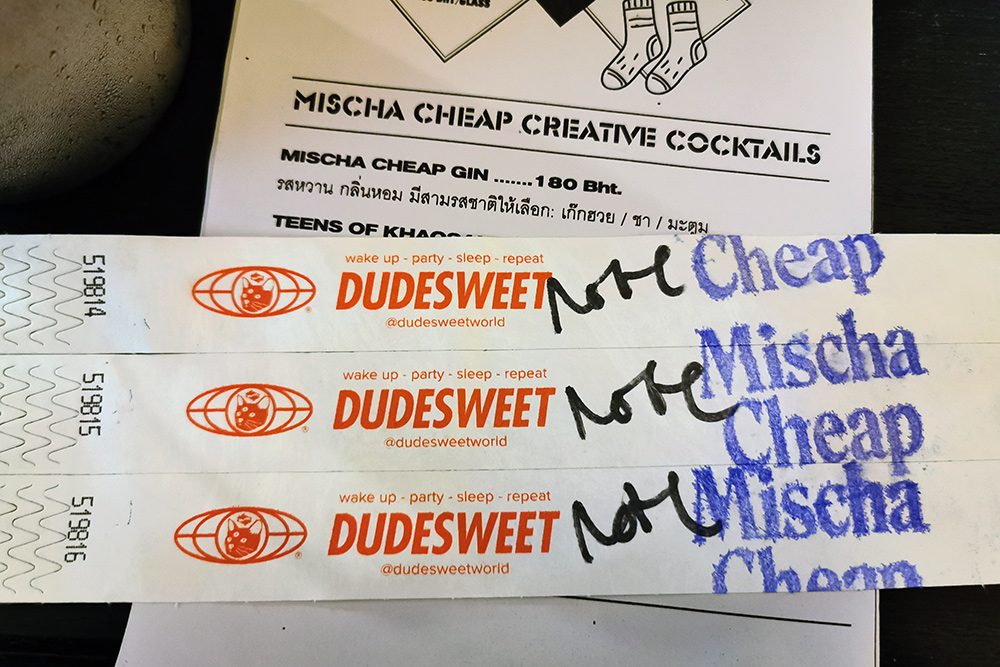 MISCHA CHEAP CREATIVE COCKTAILS
MISCHA CHEAP GIN .......180 Bht.
รสหวาน กลิ่นหอม มีสามรสชาติให้เลือก: เก๊กฮวย / ชา / มะตูม
TEENS OF
519814
wake up - party - sleep - repeat
DUDESWEET
@dudesweetworld
Note
Cheap
519815
wake up - party - sleep - repeat
DUDESWEET
@dudesweetworld
Note
Mischa
Cheap
519816
wake up - party - sleep - repeat
DUDESWEET
@dudesweetworld
Note
Mischa
Cheap